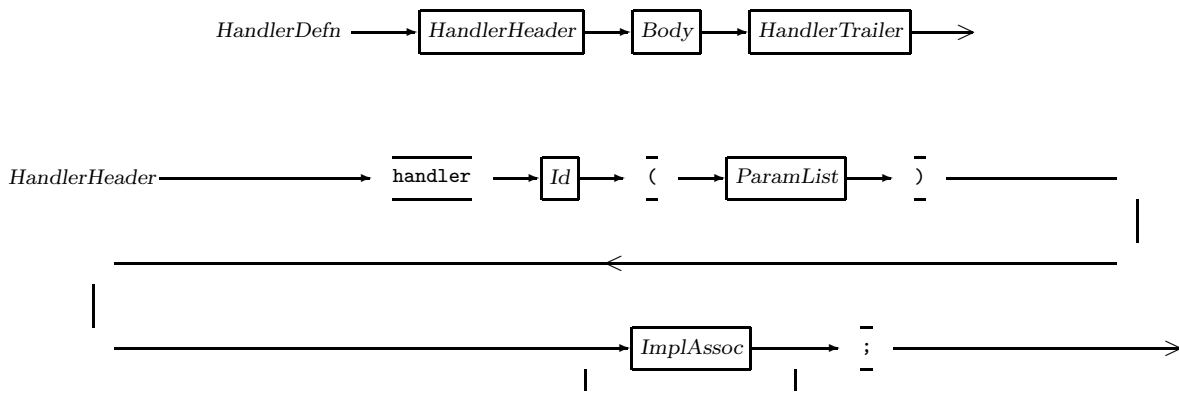 HandlerDefn HandlerHeader Body HandlerTrailer
HandlerHeader handler Id ( ParamList )
ImplAssoc ;